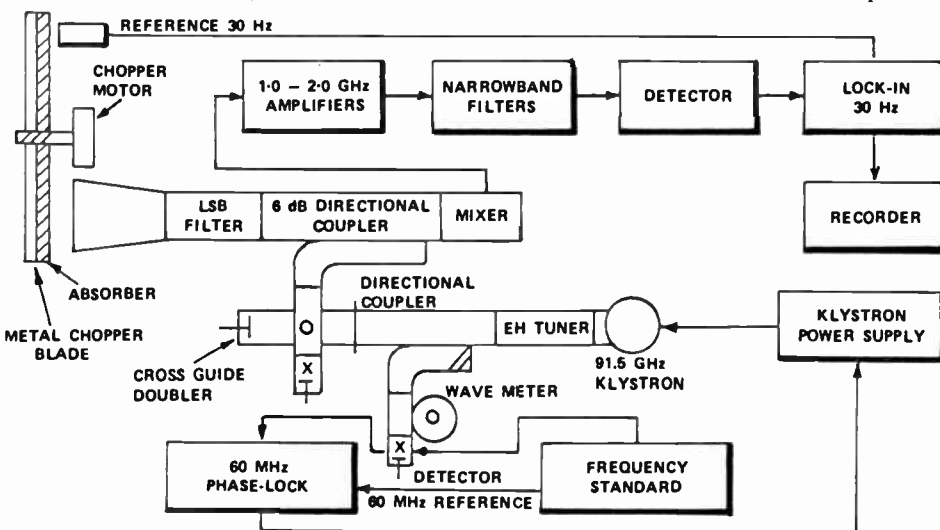 REFERENCE 30 Hz
CHOPPER
MOTOR
1·0 – 2·0 GHz
AMPLIFIERS
NARROWBAND
FILTERS
DETECTOR
LOCK-IN
30 Hz
LSB
FILTER
6 dB DIRECTIONAL
COUPLER
MIXER
RECORDER
ABSORBER
METAL CHOPPER
BLADE
DIRECTIONAL
COUPLER
EH TUNER
91.5 GHz
KLYSTRON
KLYSTRON
POWER SUPPLY
CROSS GUIDE
DOUBLER
X
WAVE METER
X
DETECTOR
60 MHz
PHASE-LOCK
60 MHz REFERENCE
FREQUENCY
STANDARD